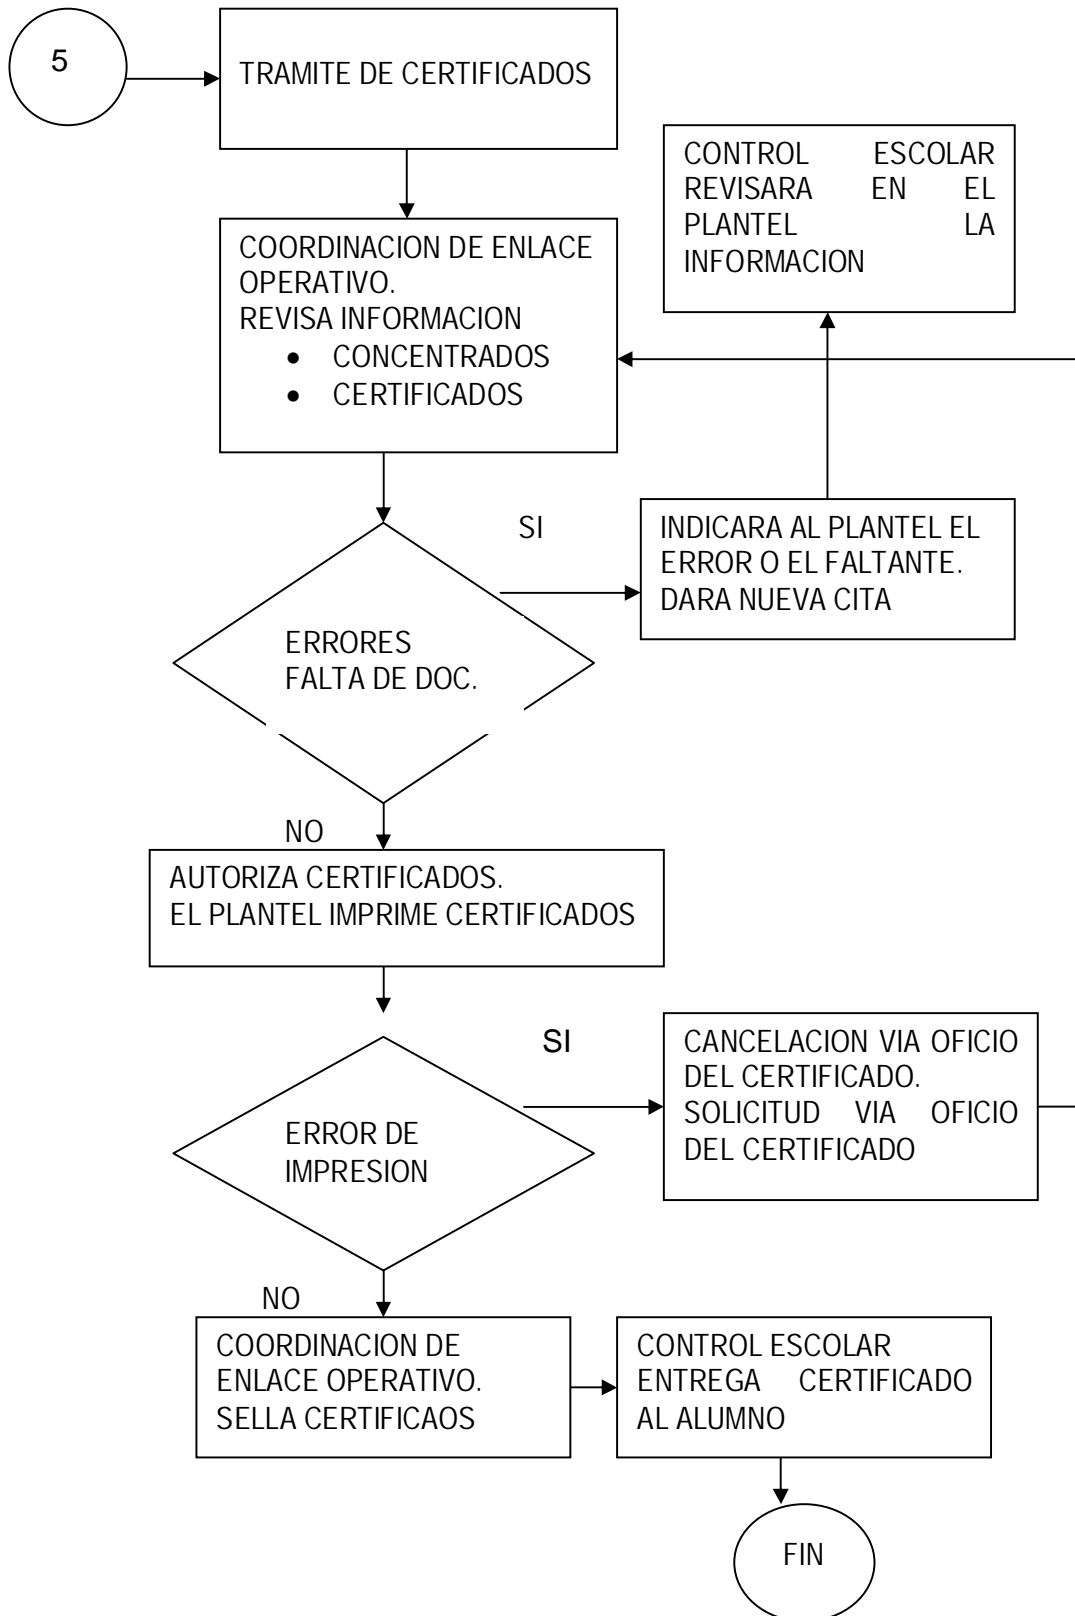 5
TRAMITE DE CERTIFICADOS
CONTROL ESCOLAR
REVISARA EN EL
PLANTEL LA
INFORMACION
COORDINACION DE ENLACE
OPERATIVO.
REVISA INFORMACION
• CONCENTRADOS
• CERTIFICADOS
SI
INDICARA AL PLANTEL EL
ERROR O EL FALTANTE.
DARA NUEVA CITA
ERRORES
FALTA DE DOC.
NO
AUTORIZA CERTIFICADOS.
EL PLANTEL IMPRIME CERTIFICADOS
SI
CANCELACION VIA OFICIO
DEL CERTIFICADO.
SOLICITUD VIA OFICIO
DEL CERTIFICADO
ERROR DE
IMPRESION
NO
COORDINACION DE
ENLACE OPERATIVO.
SELLA CERTIFICAOS
CONTROL ESCOLAR
ENTREGA CERTIFICADO
AL ALUMNO
FIN